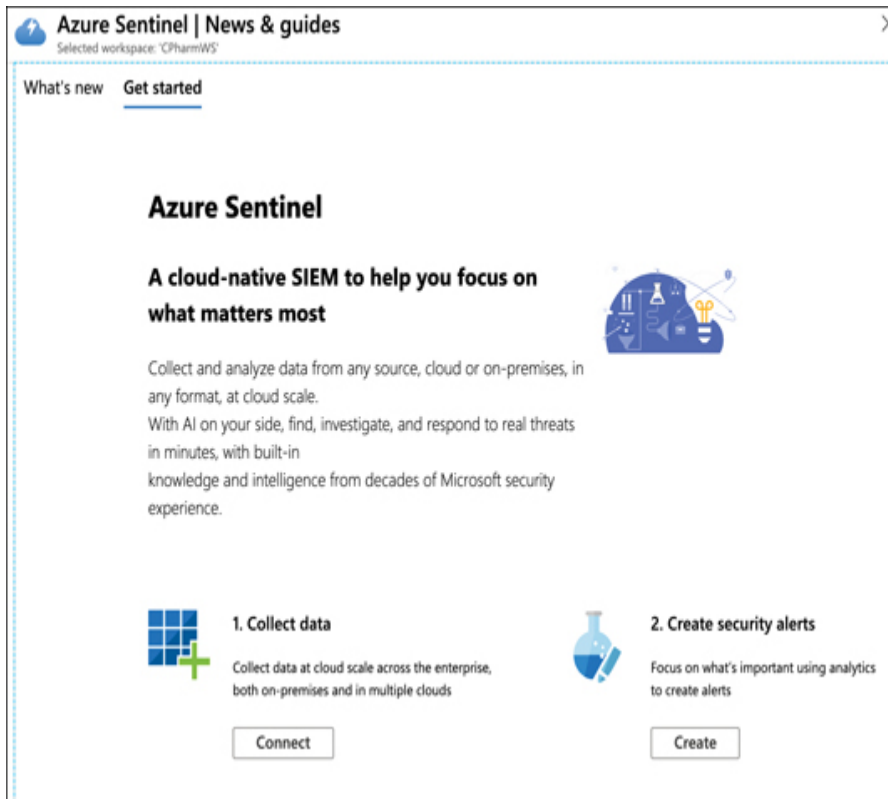 Azure Sentinel | News & guides
Selected workspace: 'CPharmWS'
What's new Get started
Azure Sentinel
A cloud-native SIEM to help you focus on
what matters most
Collect and analyze data from any source, cloud or on-premises, in
any format, at cloud scale.
With AI on your side, find, investigate, and respond to real threats
in minutes, with built-in
knowledge and intelligence from decades of Microsoft security
experience.
1. Collect data
Collect data at cloud scale across the enterprise,
both on-premises and in multiple clouds
Connect
2. Create security alerts
Focus on what's important using analytics
to create alerts
Create